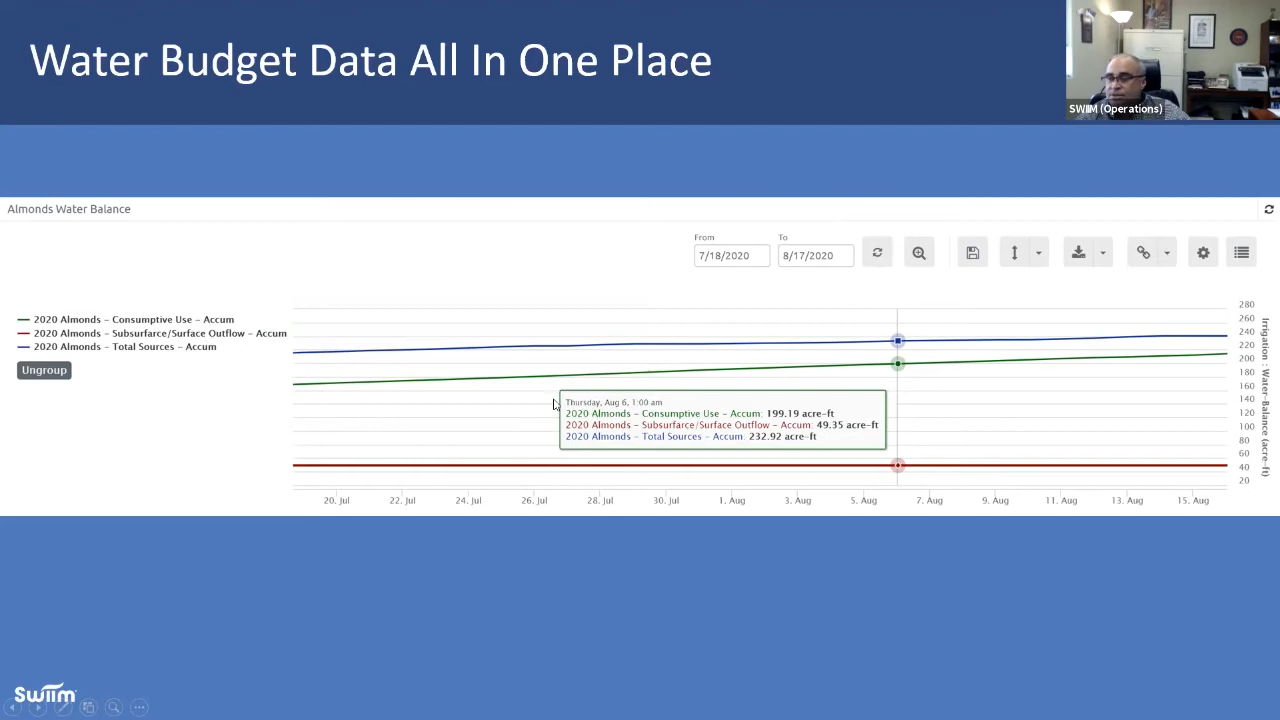 Water Budget Data All In One Place
SWIIM (Operations)
Almonds Water Balance
From
To
7/18/2020
8/17/2020
2020 Almonds - Consumptive Use - Accum
2020 Almonds - Subsurfarce/Surface Outflow - Accum
2020 Almonds - Total Sources - Accum
Ungroup
Thursday, Aug 6, 1:00 am
2020 Almonds - Consumptive Use - Accum: 199.19 acre-ft
2020 Almonds - Subsurfarce/Surface Outflow - Accum: 49.35 acre-ft
2020 Almonds - Total Sources - Accum: 232.92 acre-ft
280
260
240
220
200
180
160
140
120
100
80
60
40
20
Irrigation : Water-Balance (acre-ft)
20. Jul
22. Jul
24. Jul
26. Jul
28. Jul
30. Jul
1. Aug
3. Aug
5. Aug
7. Aug
9. Aug
11. Aug
13. Aug
15. Aug
Swiim